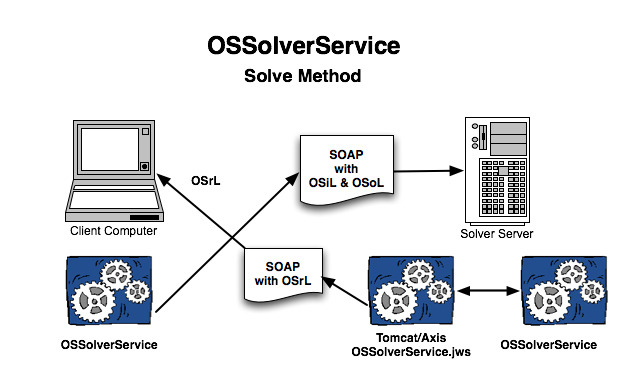 OSSolverService
Solve Method
SOAP
with
OSiL & OSoL
OSrL
Client Computer
Solver Server
SOAP
with OSrL
OSSolverService
Tomcat/Axis
OSSolverService.jws
OSSolverService